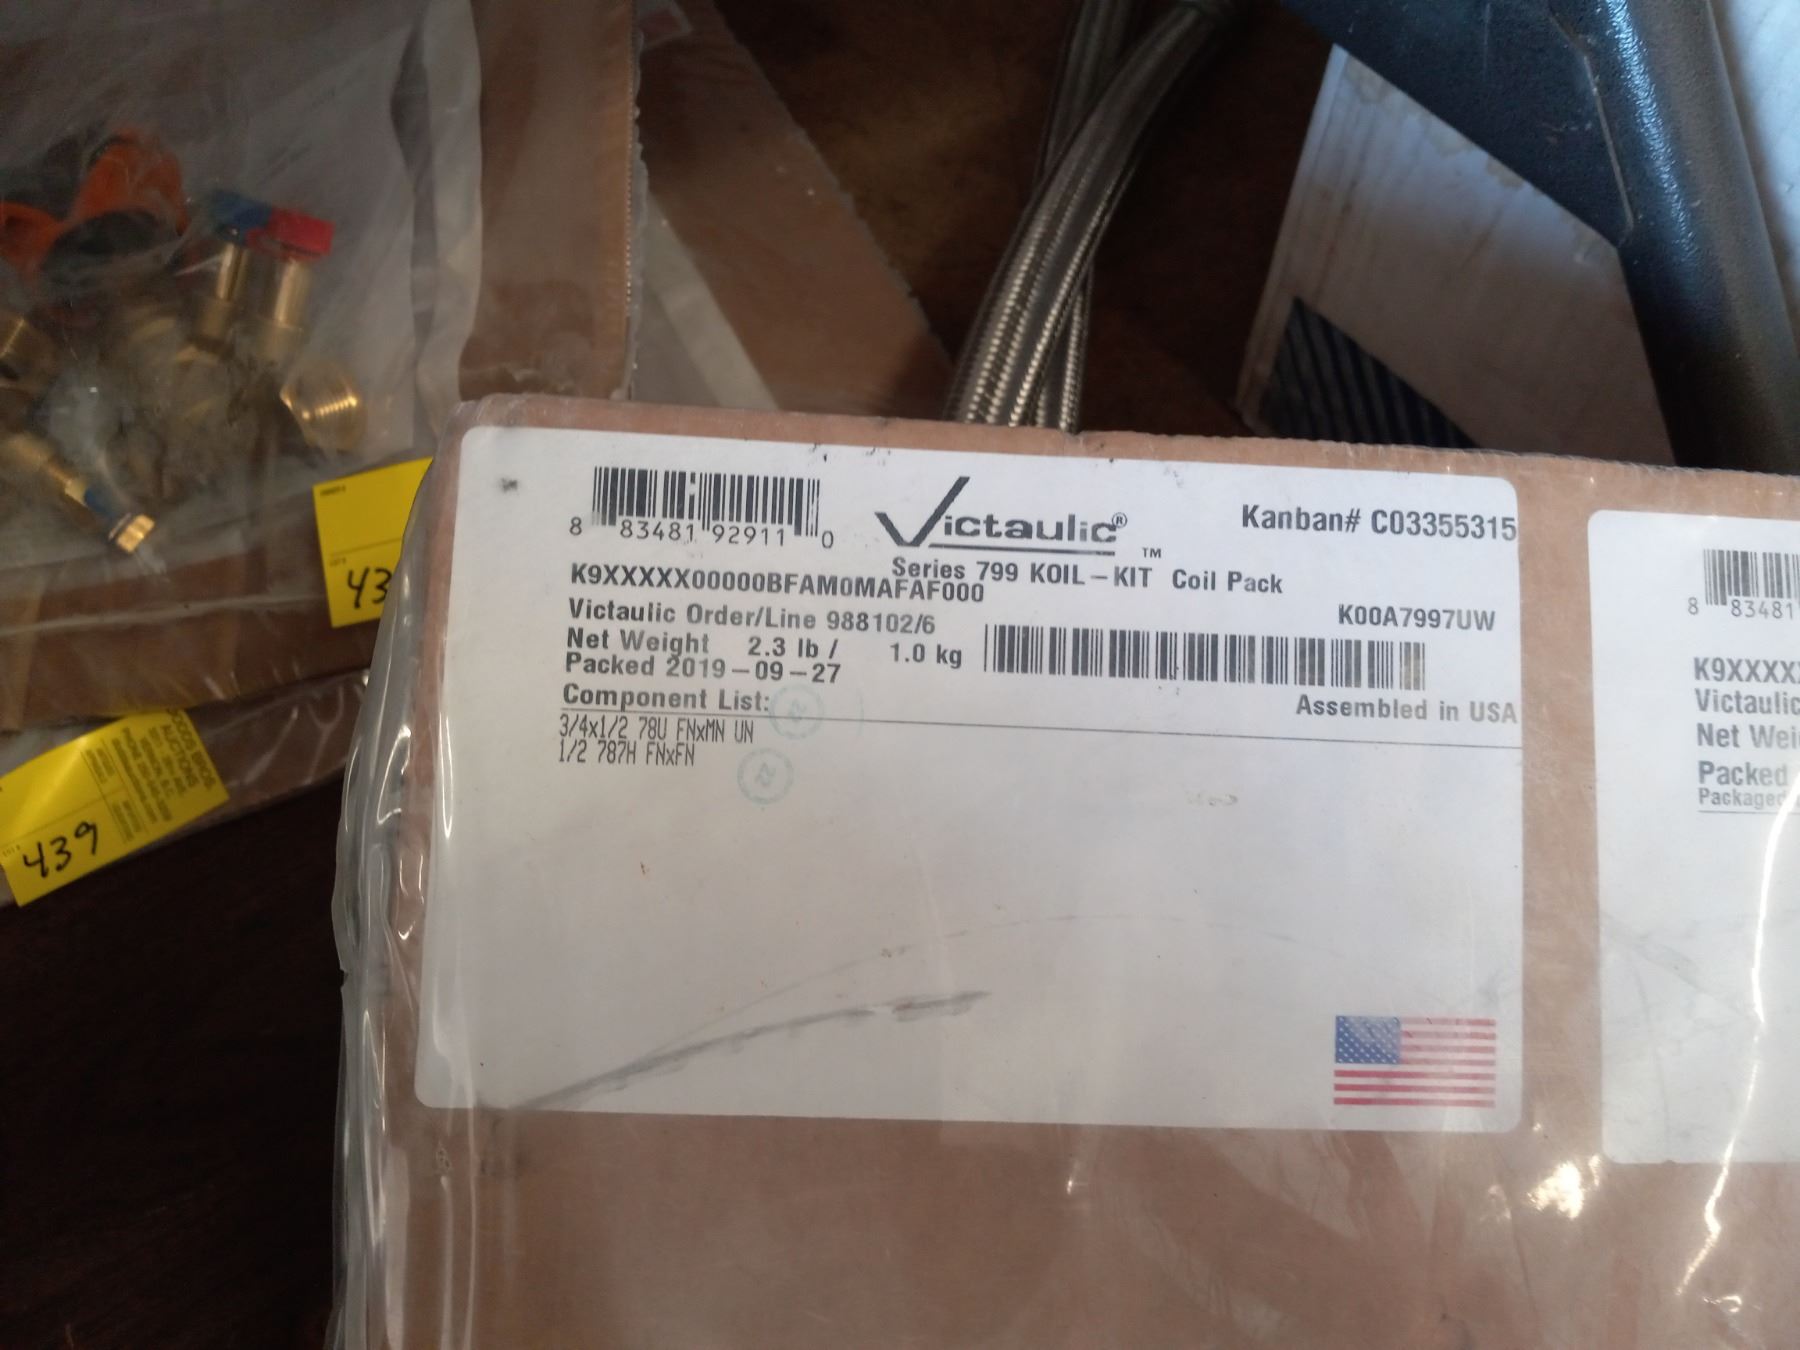 8 83481 92911 0
Victaulic®
Kanban# C03355315
Series 799 KOIL-KIT™ Coil Pack
K9XXXXX00000BFAM0MAFAF000
K00A7997UW
Victaulic Order/Line 988102/6
Net Weight 2.3 lb / 1.0 kg
Packed 2019-09-27
Assembled in USA
Component List:
3/4x1/2 78U FNxMN UN
1/2 787H FNxFN
8 83481
K9XXXX
Victaulic
Net Wei
Packed
Packaged
43
439
AUCTIONS